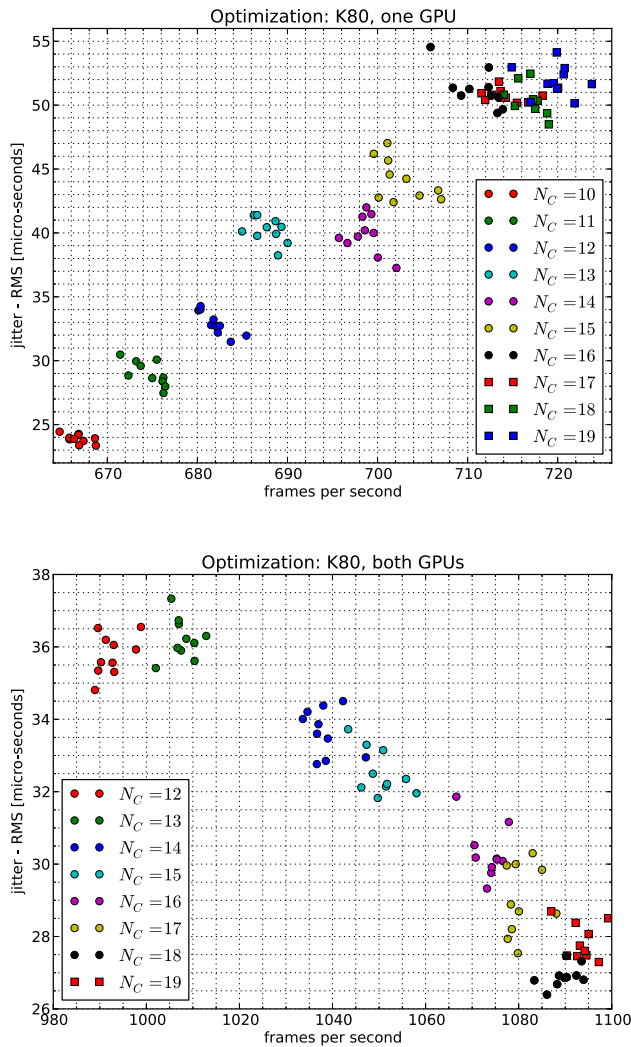 Optimization: K80, one GPU
55
50
45
40
35
30
25
jitter - RMS [micro-seconds]
N_C = 10
N_C = 11
N_C = 12
N_C = 13
N_C = 14
N_C = 15
N_C = 16
N_C = 17
N_C = 18
N_C = 19
670 680 690 700 710 720
frames per second
Optimization: K80, both GPUs
38
36
34
32
30
28
26
jitter - RMS [micro-seconds]
N_C = 12
N_C = 13
N_C = 14
N_C = 15
N_C = 16
N_C = 17
N_C = 18
N_C = 19
980 1000 1020 1040 1060 1080 1100
frames per second